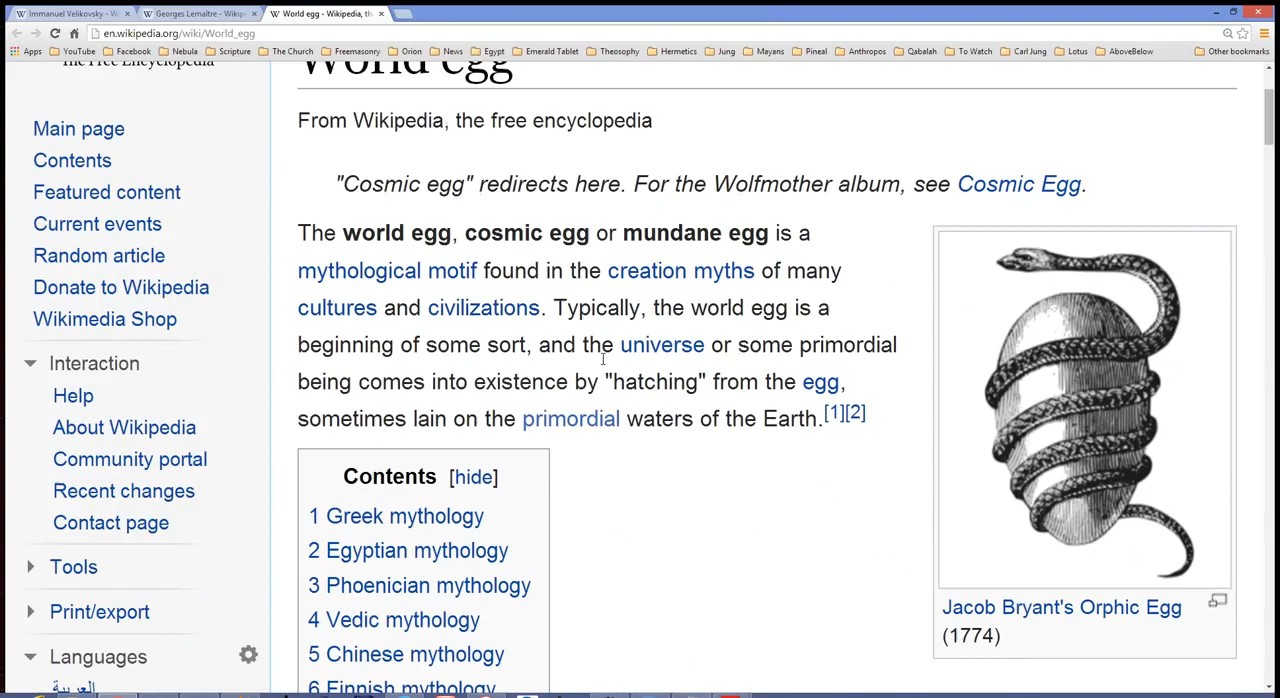 Immanuel Velikovsky - W
Georges Lemaître - Wikip
World egg - Wikipedia, th
en.wikipedia.org/wiki/World_egg
Apps YouTube Facebook Nebula Scripture The Church Freemasonry Orion News Egypt Emerald Tablet Theosophy Hermetics Jung Mayans Pineal Anthropos Qabalah To Watch Carl Jung Lotus AboveBelow Other bookmarks
The Free Encyclopedia
Main page
Contents
Featured content
Current events
Random article
Donate to Wikipedia
Wikimedia Shop
Interaction
Help
About Wikipedia
Community portal
Recent changes
Contact page
Tools
Print/export
Languages
العربية
World egg
From Wikipedia, the free encyclopedia
"Cosmic egg" redirects here. For the Wolfmother album, see Cosmic Egg.
The world egg, cosmic egg or mundane egg is a
mythological motif found in the creation myths of many
cultures and civilizations. Typically, the world egg is a
beginning of some sort, and the universe or some primordial
being comes into existence by "hatching" from the egg,
sometimes lain on the primordial waters of the Earth.[1][2]
Contents [hide]
1 Greek mythology
2 Egyptian mythology
3 Phoenician mythology
4 Vedic mythology
5 Chinese mythology
6 Finnish mythology
Jacob Bryant's Orphic Egg
(1774)